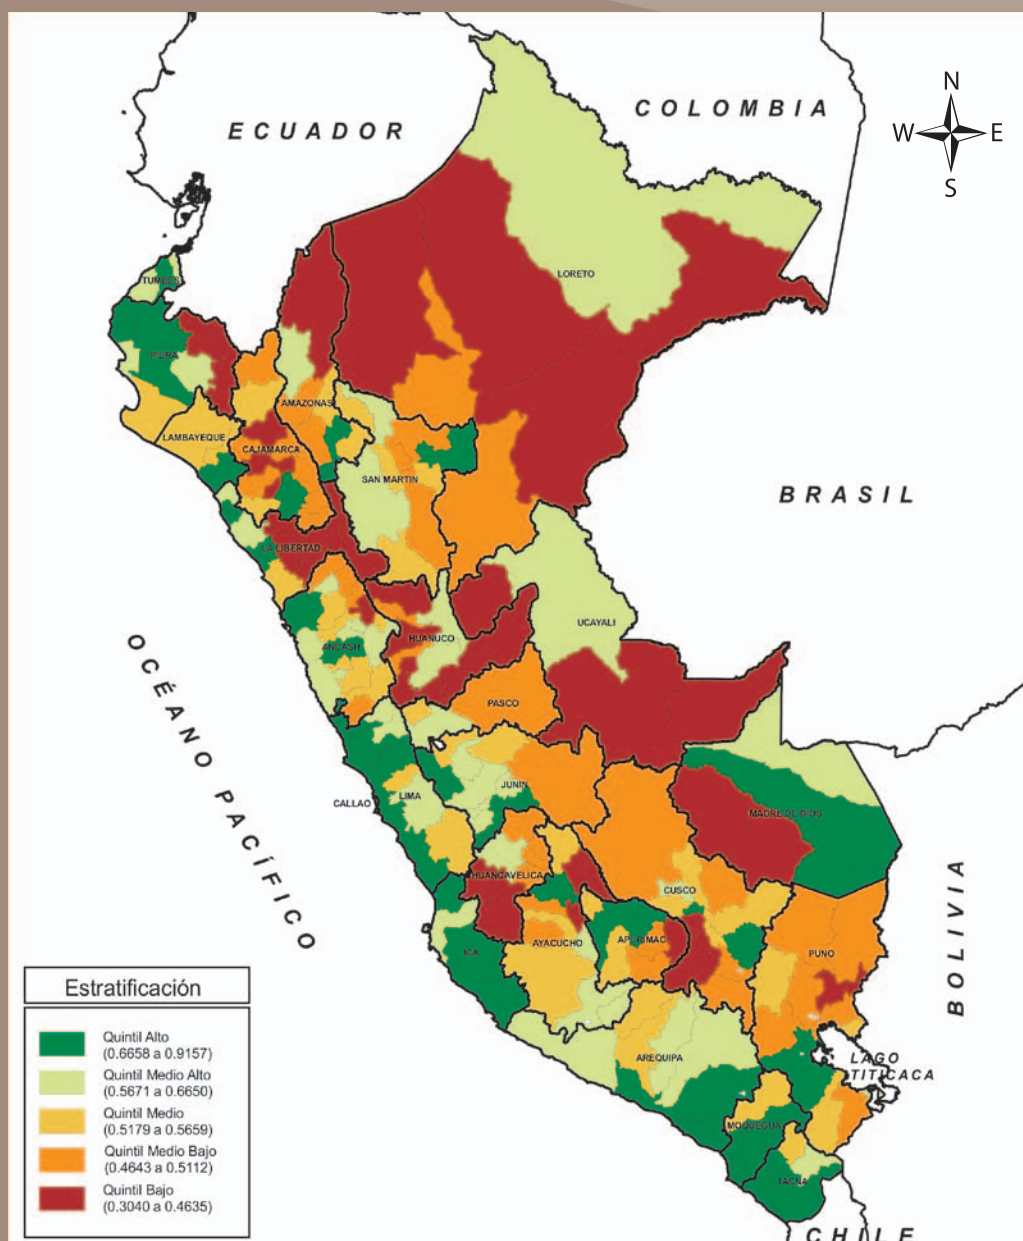 COLOMBIA
ECUADOR
N
W E
S
LORETO
TUMBES
PIURA
AMAZONAS
LAMBAYEQUE
CAJAMARCA
SAN MARTIN
BRASIL
LA LIBERTAD
UCAYALI
HUANUCO
ANCASH
PASCO
OCÉANO PACÍFICO
JUNIN
LIMA
CALLAO
MADRE DE DIOS
HUANCAVELICA
CUSCO
AYACUCHO
APURIMAC
ICA
PUNO
BOLIVIA
AREQUIPA
LAGO
TITICACA
MOQUEGUA
TACNA
CHILE
Estratificación
Quintil Alto
(0.6658 a 0.9157)
Quintil Medio Alto
(0.5671 a 0.6650)
Quintil Medio
(0.5179 a 0.5659)
Quintil Medio Bajo
(0.4643 a 0.5112)
Quintil Bajo
(0.3040 a 0.4635)